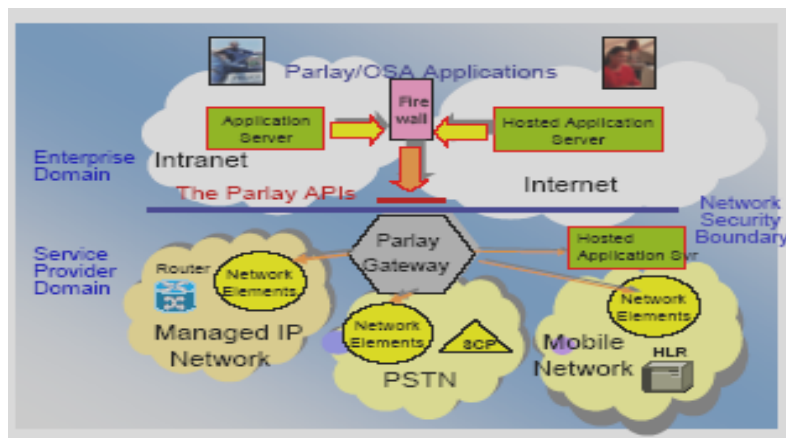 Parlay/OSA Applications
Fire
wall
Application
Server
Hosted Application
Server
Enterprise
Domain
Intranet
Internet
The Parlay APIs
Network
Security
Boundary
Service
Provider
Domain
Parlay
Gateway
Hosted
Application Svr
Router
Network
Elements
Managed IP
Network
Network
Elements
SCP
PSTN
Network
Elements
Mobile
Network
HLR